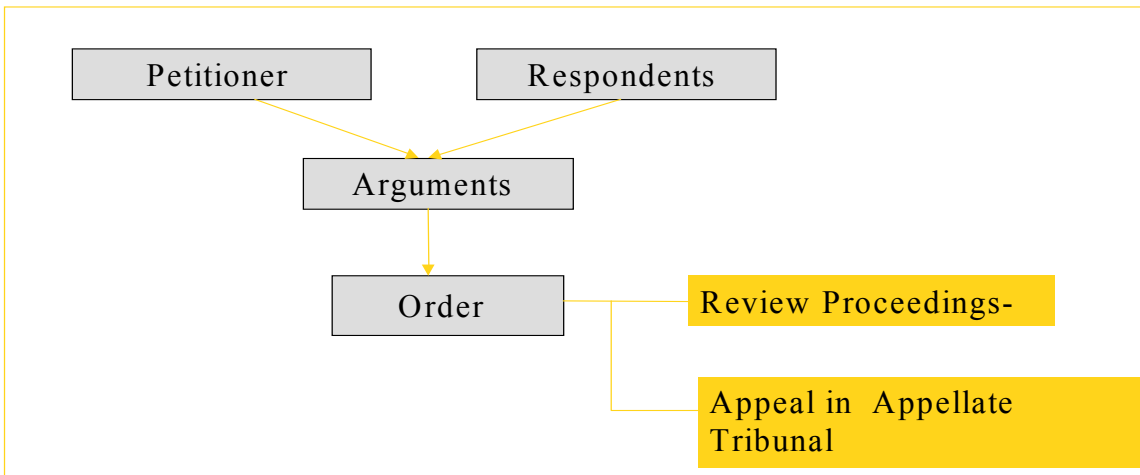 Petitioner
Respondents
Arguments
Order
Review Proceedings-
Appeal in Appellate
Tribunal